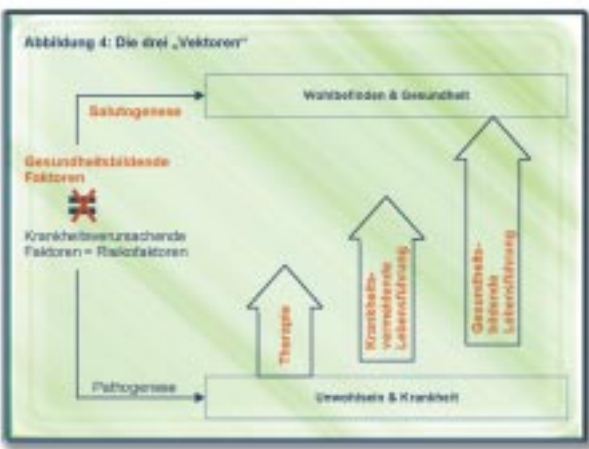 Abbildung 4: Die drei „Vektoren“
Wohlbefinden & Gesundheit
Salutogenese
Gesundheitsbildende
Faktoren
Krankheitsverursachende
Faktoren = Risikofaktoren
Therapie
Krankheits-
vermeidende
Lebensführung
Gesundheits-
bildende
Lebensführung
Pathogenese
Unwohlsein & Krankheit